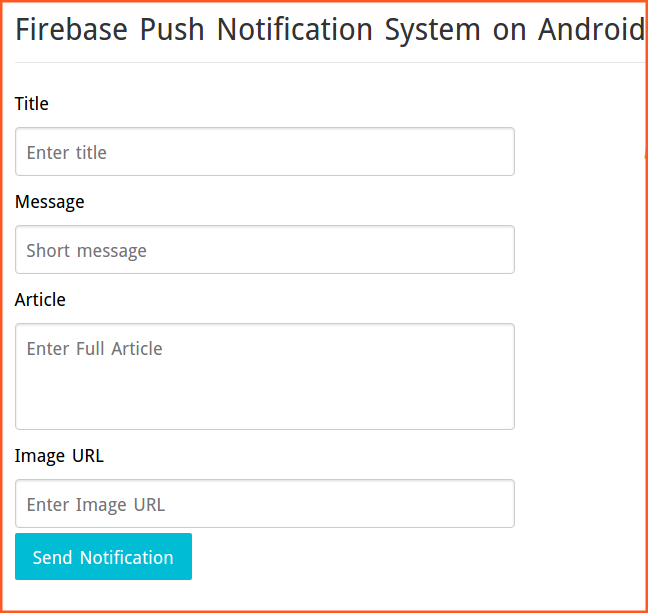 Firebase Push Notification System on Android
Title
Enter title
Message
Short message
Article
Enter Full Article
Image URL
Enter Image URL
Send Notification